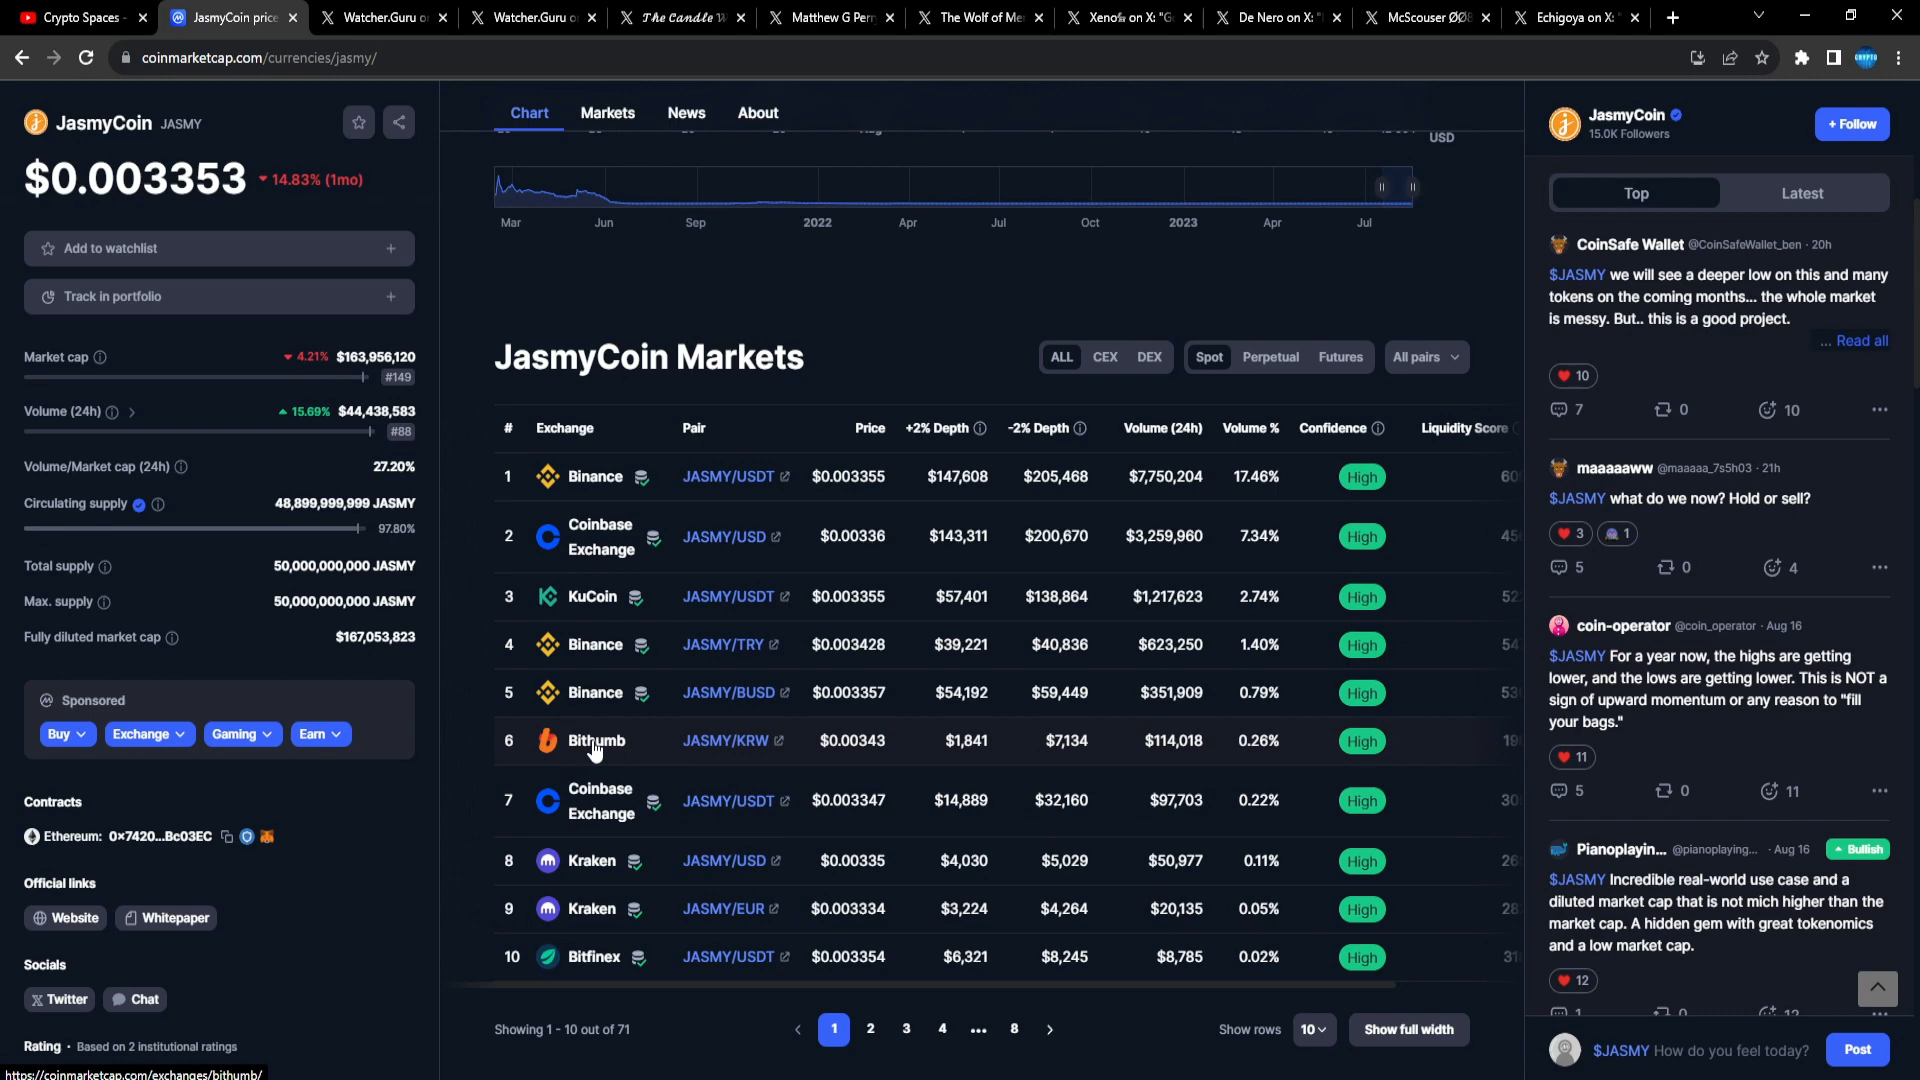 Crypto Spaces -
JasmyCoin price
Watcher.Guru on
Watcher.Guru on
The Candle W
Matthew G Perr
The Wolf of Me
Xeno
on X: "G
De Nero on X: "
McScouser ØØ8
Echigoya on X:
coinmarketcap.com/currencies/jasmy/
JasmyCoin JASMY
$0.003353 14.83% (1mo)
Add to watchlist +
Track in portfolio +
Market cap 4.21% $163,956,120
#149
Volume (24h) 15.69% $44,438,583
#88
Volume/Market cap (24h) 27.20%
Circulating supply 48,899,999,999 JASMY
97.80%
Total supply 50,000,000,000 JASMY
Max. supply 50,000,000,000 JASMY
Fully diluted market cap $167,053,823
Sponsored
Buy Exchange Gaming Earn
Contracts
Ethereum: 0x7420...Bc03EC
Official links
Website Whitepaper
Socials
Twitter Chat
Rating • Based on 2 institutional ratings
https://coinmarketcap.com/exchanges/bithumb/
Chart Markets News About
USD
Mar Jun Sep 2022 Apr Jul Oct 2023 Apr Jul
JasmyCoin Markets ALL CEX DEX Spot Perpetual Futures All pairs
# Exchange Pair Price +2% Depth -2% Depth Volume (24h) Volume % Confidence Liquidity Score
1 Binance JASMY/USDT $0.003355 $147,608 $205,468 $7,750,204 17.46% High
2 Coinbase Exchange JASMY/USD $0.00336 $143,311 $200,670 $3,259,960 7.34% High
3 KuCoin JASMY/USDT $0.003355 $57,401 $138,864 $1,217,623 2.74% High
4 Binance JASMY/TRY $0.003428 $39,221 $40,836 $623,250 1.40% High
5 Binance JASMY/BUSD $0.003357 $54,192 $59,449 $351,909 0.79% High
6 Bithumb JASMY/KRW $0.00343 $1,841 $7,134 $114,018 0.26% High
7 Coinbase Exchange JASMY/USDT $0.003347 $14,889 $32,160 $97,703 0.22% High
8 Kraken JASMY/USD $0.00335 $4,030 $5,029 $50,977 0.11% High
9 Kraken JASMY/EUR $0.003334 $3,224 $4,264 $20,135 0.05% High
10 Bitfinex JASMY/USDT $0.003354 $6,321 $8,245 $8,785 0.02% High
Showing 1 - 10 out of 71
1 2 3 4 ... 8
Show rows 10 Show full width
JasmyCoin
15.0K Followers
+ Follow
Top Latest
CoinSafe Wallet @CoinSafeWallet_ben · 20h
$JASMY we will see a deeper low on this and many
tokens on the coming months... the whole market
is messy. But.. this is a good project.
... Read all
10
7 0 10
maaaaaww @maaaaa_7s5h03 · 21h
$JASMY what do we now? Hold or sell?
3 1
5 0 4
coin-operator @coin_operator · Aug 16
$JASMY For a year now, the highs are getting
lower, and the lows are getting lower. This is NOT a
sign of upward momentum or any reason to "fill
your bags."
11
5 0 11
Pianoplayin... @pianoplaying... · Aug 16 Bullish
$JASMY Incredible real-world use case and a
diluted market cap that is not mich higher than the
market cap. A hidden gem with great tokenomics
and a low market cap.
12
$JASMY How do you feel today? Post